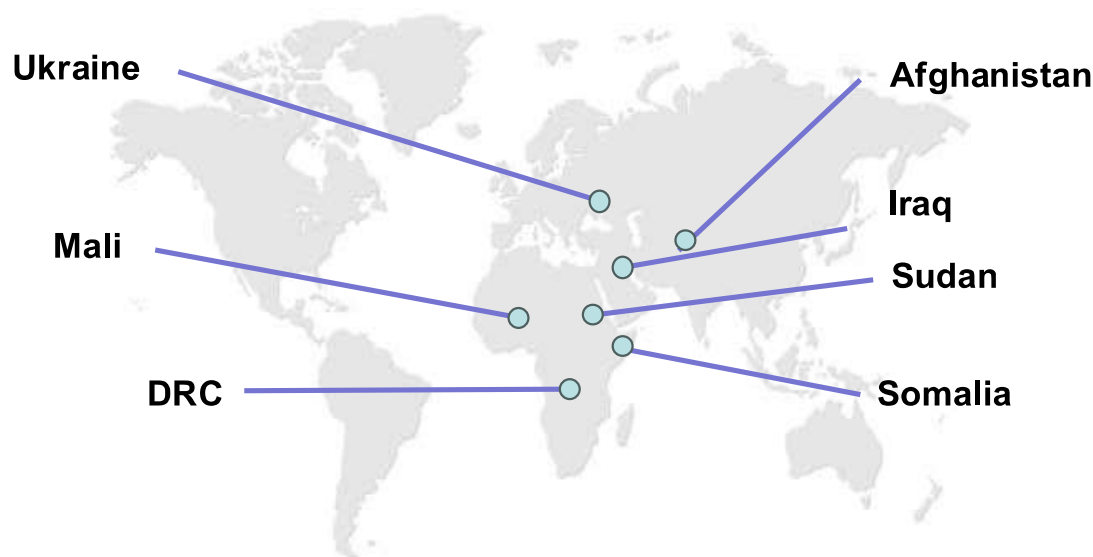 Ukraine
Afghanistan
Iraq
Mali
Sudan
DRC
Somalia